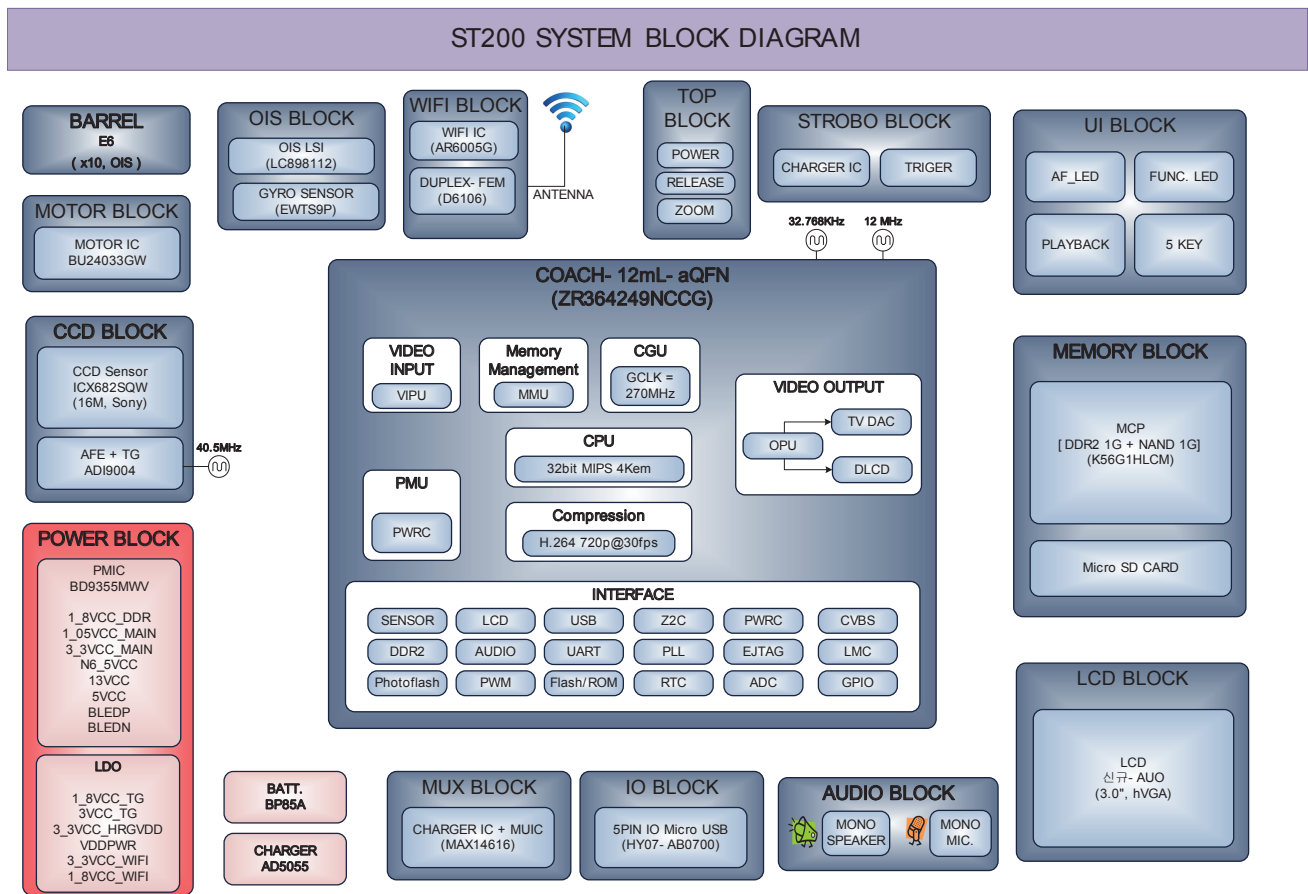 ST200 SYSTEM BLOCK DIAGRAM
BARREL
E6
( x10, OIS )
MOTOR BLOCK
MOTOR IC
BU24033GW
CCD BLOCK
CCD Sensor
ICX682SQW
(16M, Sony)
AFE + TG
ADI9004
40.5MHz
POWER BLOCK
PMIC
BD9355MWV
1_8VCC_DDR
1_05VCC_MAIN
3_3VCC_MAIN
N6_5VCC
13VCC
5VCC
BLEDP
BLEDN
LDO
1_8VCC_TG
3VCC_TG
3_3VCC_HRGVDD
VDDPWR
3_3VCC_WIFI
1_8VCC_WIFI
OIS BLOCK
OIS LSI
(LC898112)
GYRO SENSOR
(EWTS9P)
WIFI BLOCK
WIFI IC
(AR6005G)
DUPLEX- FEM
(D6106)
ANTENNA
TOP
BLOCK
POWER
RELEASE
ZOOM
STROBO BLOCK
CHARGER IC
TRIGER
32.768KHz
12 MHz
UI BLOCK
AF_LED
FUNC. LED
PLAYBACK
5 KEY
COACH- 12mL- aQFN
(ZR364249NCCG)
VIDEO
INPUT
VIPU
Memory
Management
MMU
CGU
GCLK =
270MHz
VIDEO OUTPUT
OPU
TV DAC
DLCD
CPU
32bit MIPS 4Kem
PMU
PWRC
Compression
H.264 720p@30fps
INTERFACE
SENSOR
LCD
USB
Z2C
PWRC
CVBS
DDR2
AUDIO
UART
PLL
EJTAG
LMC
Photoflash
PWM
Flash/ROM
RTC
ADC
GPIO
MEMORY BLOCK
MCP
[ DDR2 1G + NAND 1G]
(K56G1HLCM)
Micro SD CARD
LCD BLOCK
LCD
신규- AUO
(3.0", hVGA)
BATT.
BP85A
CHARGER
AD5055
MUX BLOCK
CHARGER IC + MUIC
(MAX14616)
IO BLOCK
5PIN IO Micro USB
(HY07- AB0700)
AUDIO BLOCK
MONO
SPEAKER
MONO
MIC.